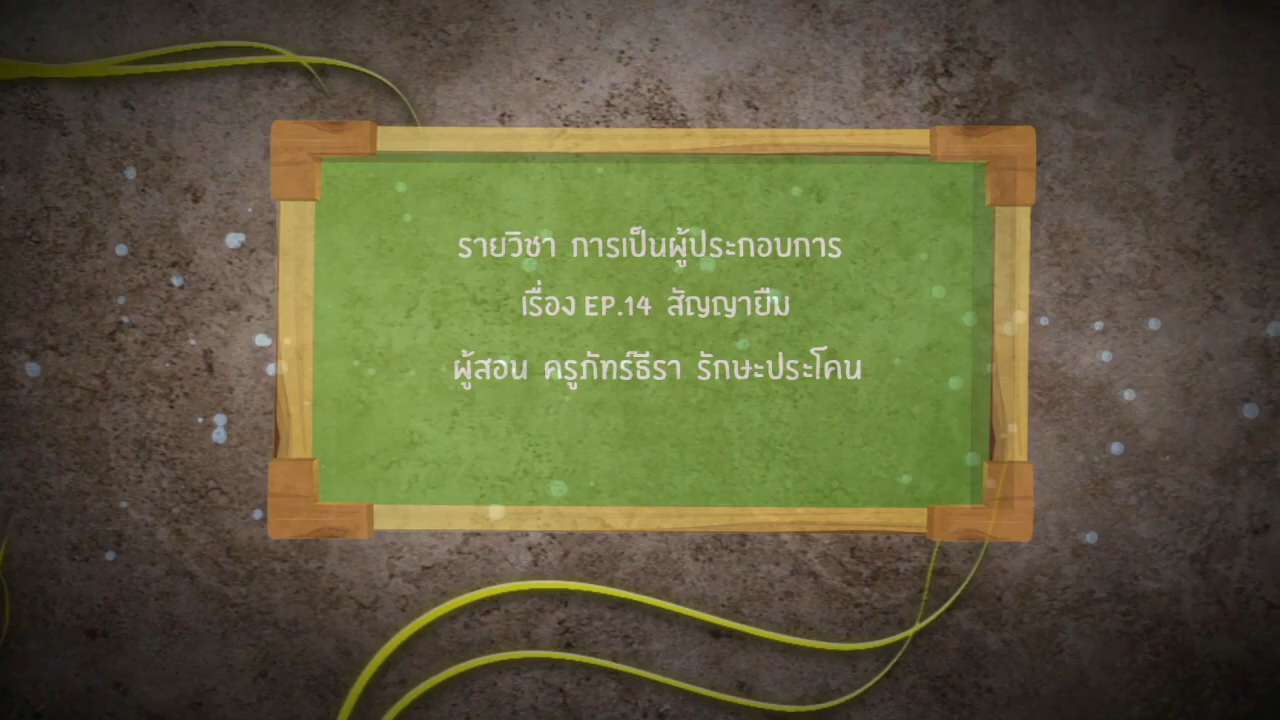 รายวิชา การเป็นผู้ประกอบการ
เรื่อง EP.14 สัญญายืม
ผู้สอน ครูภัทร์ธีรา รักษะประโคน